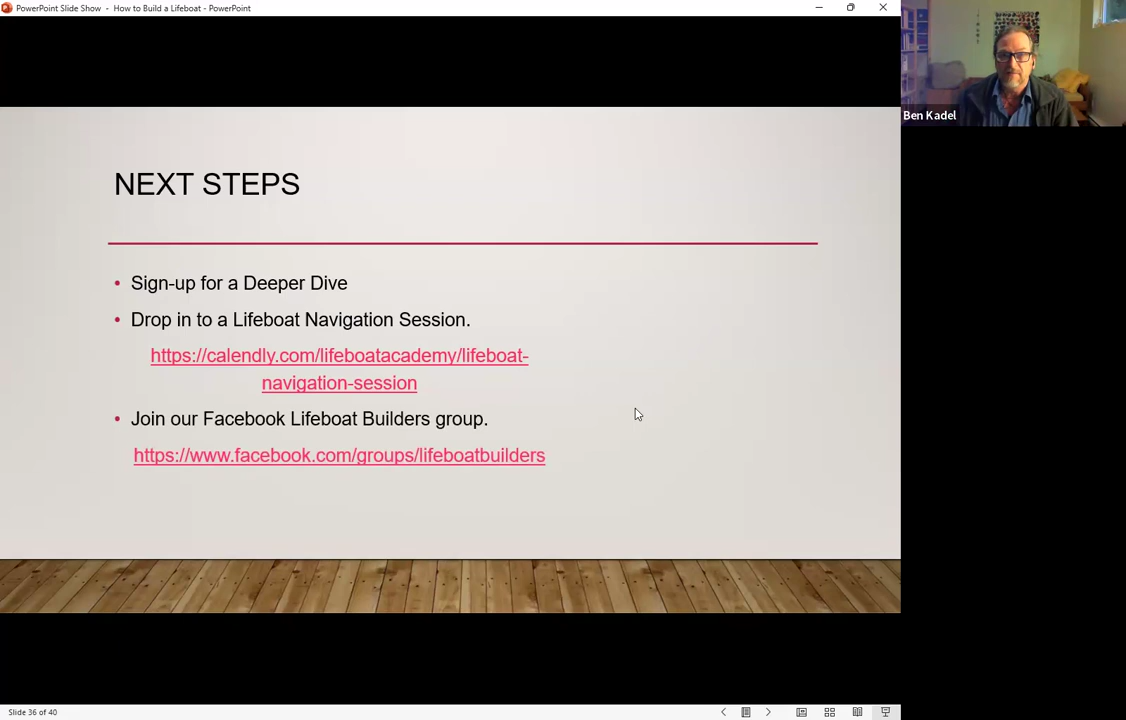 PowerPoint Slide Show - How to Build a Lifeboat - PowerPoint
Ben Kadel
NEXT STEPS
• Sign-up for a Deeper Dive
• Drop in to a Lifeboat Navigation Session.
https://calendly.com/lifeboatacademy/lifeboat-
navigation-session
• Join our Facebook Lifeboat Builders group.
https://www.facebook.com/groups/lifeboatbuilders
Slide 36 of 40